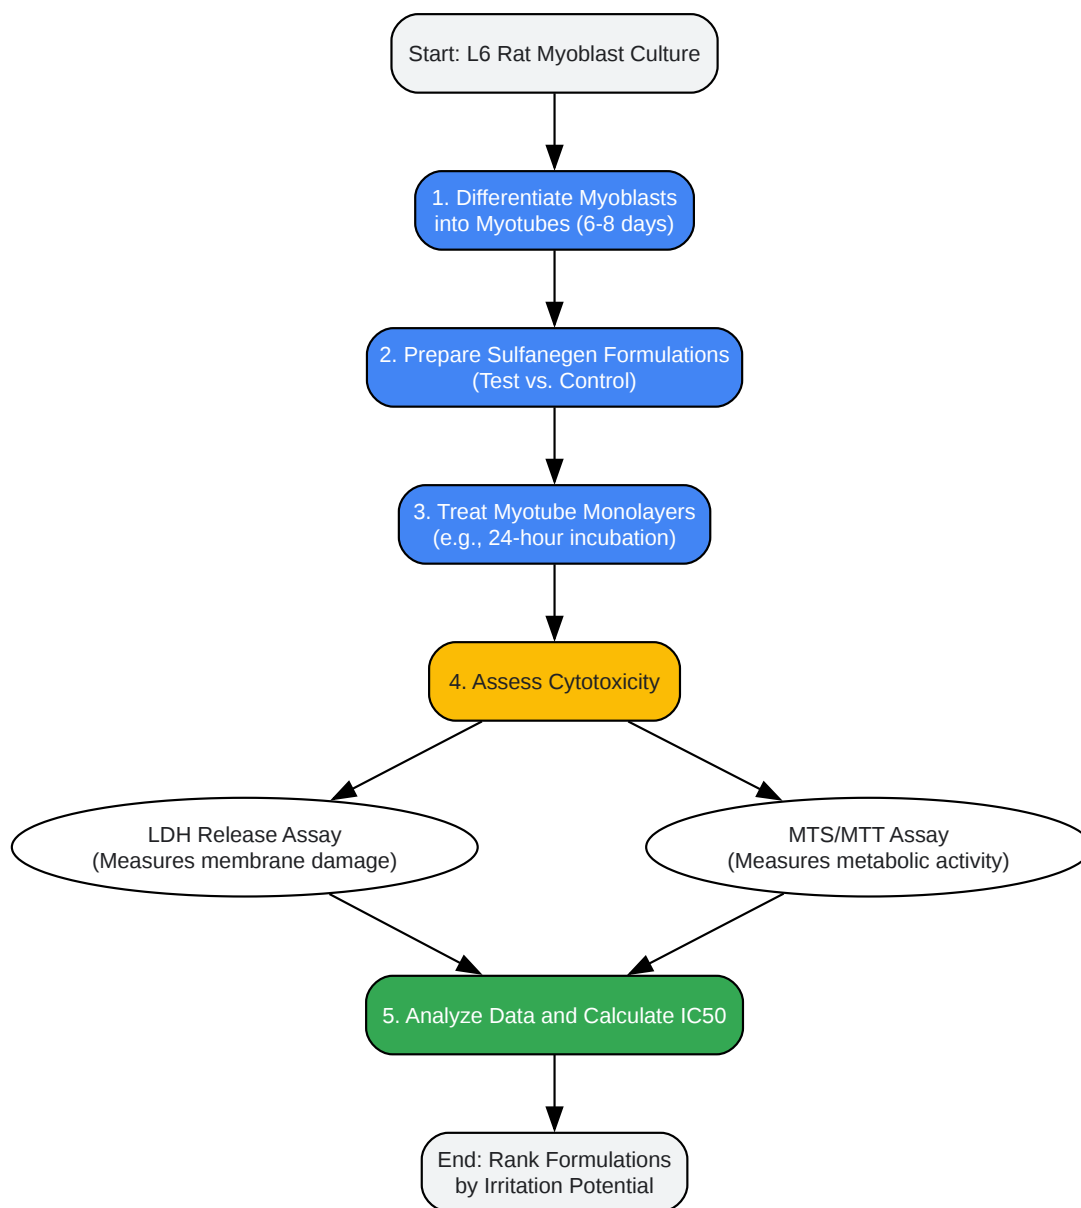 Start: L6 Rat Myoblast Culture
1. Differentiate Myoblasts
into Myotubes (6-8 days)
2. Prepare Sulfanegen Formulations
(Test vs. Control)
3. Treat Myotube Monolayers
(e.g., 24-hour incubation)
4. Assess Cytotoxicity
LDH Release Assay
(Measures membrane damage)
MTS/MTT Assay
(Measures metabolic activity)
5. Analyze Data and Calculate IC50
End: Rank Formulations
by Irritation Potential